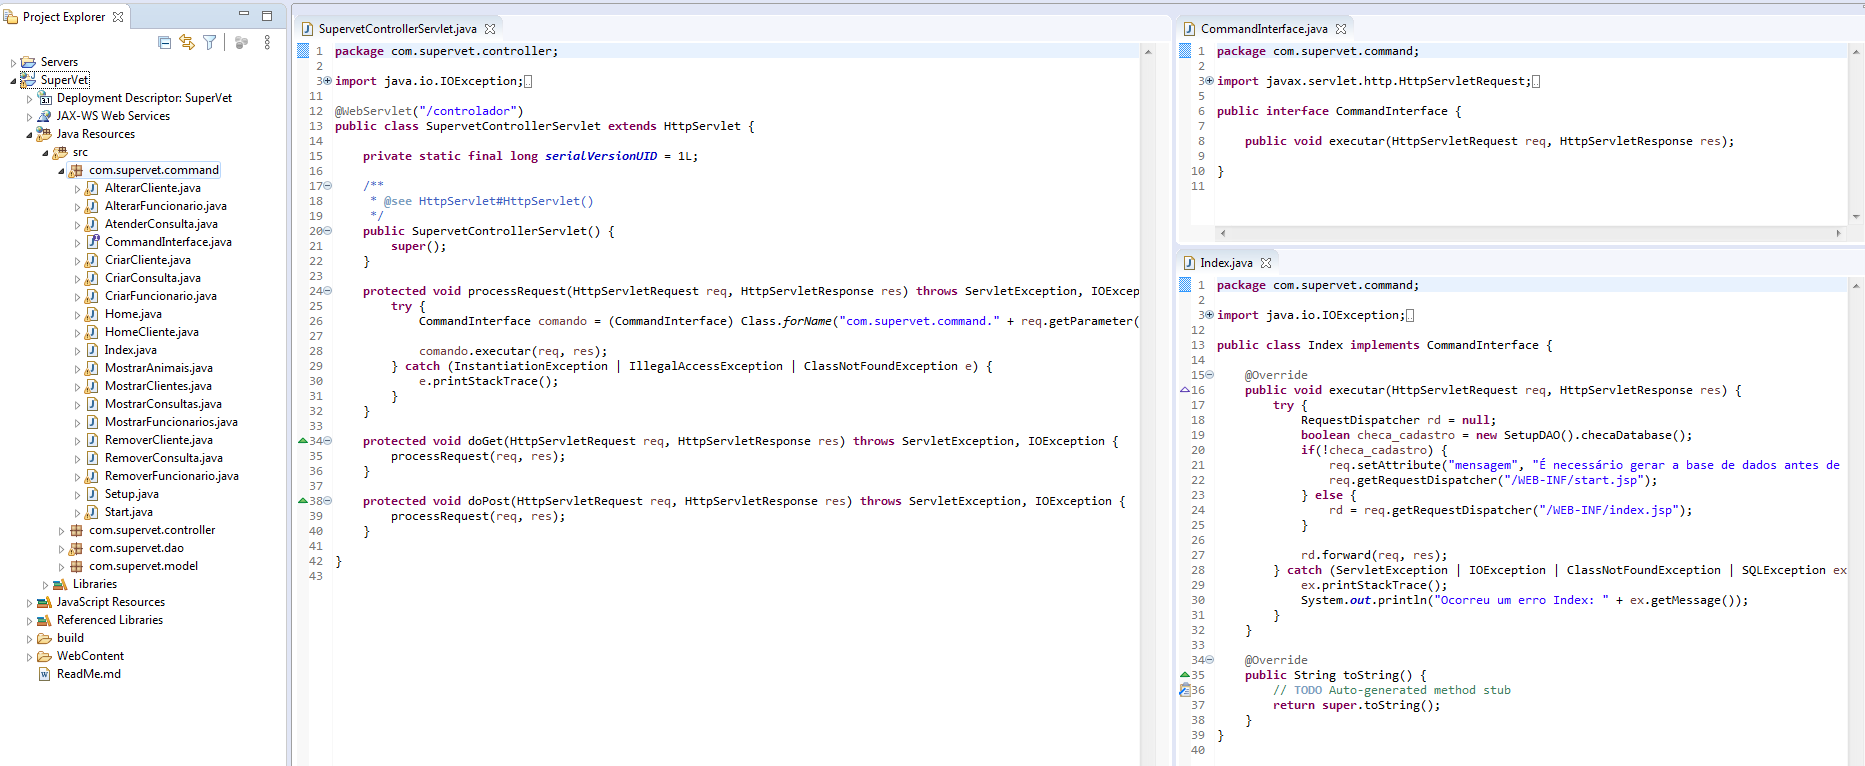 Project Explorer
Servers
SuperVet
Deployment Descriptor: SuperVet
JAX-WS Web Services
Java Resources
src
com.supervet.command
AlterarCliente.java
AlterarFuncionario.java
AtenderConsulta.java
CommandInterface.java
CriarCliente.java
CriarConsulta.java
CriarFuncionario.java
Home.java
HomeCliente.java
Index.java
MostrarAnimais.java
MostrarClientes.java
MostrarConsultas.java
MostrarFuncionarios.java
RemoverCliente.java
RemoverConsulta.java
RemoverFuncionario.java
Setup.java
Start.java
com.supervet.controller
com.supervet.dao
com.supervet.model
Libraries
JavaScript Resources
Referenced Libraries
build
WebContent
ReadMe.md
SupervetControllerServlet.java
1 package com.supervet.controller;
2
3 import java.io.IOException;
11
12 @WebServlet("/controlador")
13 public class SupervetControllerServlet extends HttpServlet {
14
15 private static final long serialVersionUID = 1L;
16
17 /**
18 * @see HttpServlet#HttpServlet()
19 */
20 public SupervetControllerServlet() {
21 super();
22 }
23
24 protected void processRequest(HttpServletRequest req, HttpServletResponse res) throws ServletException, IOExcep
25 try {
26 CommandInterface comando = (CommandInterface) Class.forName("com.supervet.command." + req.getParameter(
27
28 comando.executar(req, res);
29 } catch (InstantiationException | IllegalAccessException | ClassNotFoundException e) {
30 e.printStackTrace();
31 }
32 }
33
34 protected void doGet(HttpServletRequest req, HttpServletResponse res) throws ServletException, IOException {
35 processRequest(req, res);
36 }
37
38 protected void doPost(HttpServletRequest req, HttpServletResponse res) throws ServletException, IOException {
39 processRequest(req, res);
40 }
41
42 }
43
CommandInterface.java
1 package com.supervet.command;
2
3 import javax.servlet.http.HttpServletRequest;
5
6 public interface CommandInterface {
7
8 public void executar(HttpServletRequest req, HttpServletResponse res);
9
10 }
11
Index.java
1 package com.supervet.command;
2
3 import java.io.IOException;
12
13 public class Index implements CommandInterface {
14
15 @Override
16 public void executar(HttpServletRequest req, HttpServletResponse res) {
17 try {
18 RequestDispatcher rd = null;
19 boolean checa_cadastro = new SetupDAO().checaDatabase();
20 if(!checa_cadastro) {
21 req.setAttribute("mensagem", "É necessário gerar a base de dados antes de
22 req.getRequestDispatcher("/WEB-INF/start.jsp");
23 } else {
24 rd = req.getRequestDispatcher("/WEB-INF/index.jsp");
25 }
26
27 rd.forward(req, res);
28 } catch (ServletException | IOException | ClassNotFoundException | SQLException ex
29 ex.printStackTrace();
30 System.out.println("Ocorreu um erro Index: " + ex.getMessage());
31 }
32 }
33
34 @Override
35 public String toString() {
36 // TODO Auto-generated method stub
37 return super.toString();
38 }
39 }
40